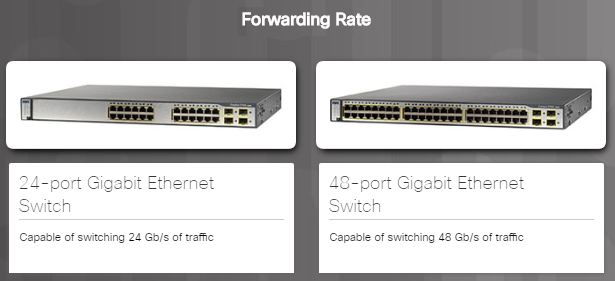 Forwarding Rate
24-port Gigabit Ethernet
Switch
Capable of switching 24 Gb/s of traffic
48-port Gigabit Ethernet
Switch
Capable of switching 48 Gb/s of traffic